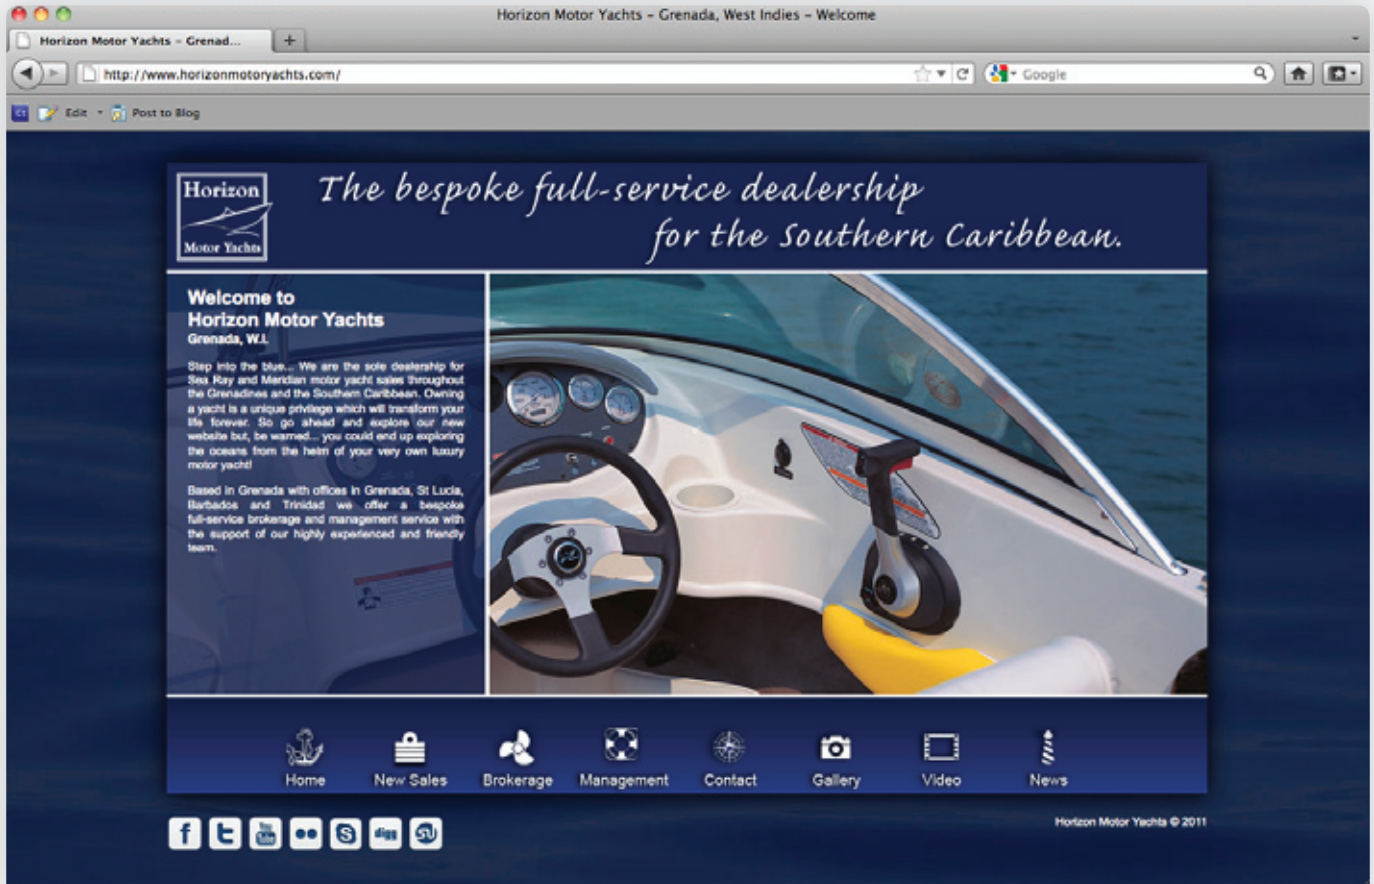 Horizon Motor Yachts – Grenada, West Indies – Welcome
Horizon Motor Yachts – Grenad...
http://www.horizonmotoryachts.com/
Google
Edit
Post to Blog
Horizon
Motor Yachts
The bespoke full-service dealership
for the Southern Caribbean.
Welcome to
Horizon Motor Yachts
Grenada, W.I.
Step into the blue... We are the sole dealership for
Sea Ray and Meridian motor yacht sales throughout
the Grenadines and the Southern Caribbean. Owning
a yacht is a unique privilege which will transform your
life forever. So go ahead and explore our new
website but, be warned... you could end up exploring
the oceans from the helm of your very own luxury
motor yacht!
Based in Grenada with offices in Grenada, St Lucia,
Barbados and Trinidad we offer a bespoke
full-service brokerage and management service with
the support of our highly experienced and friendly
team.
Home
New Sales
Brokerage
Management
Contact
Gallery
Video
News
You
Tube
digg
Horizon Motor Yachts © 2011